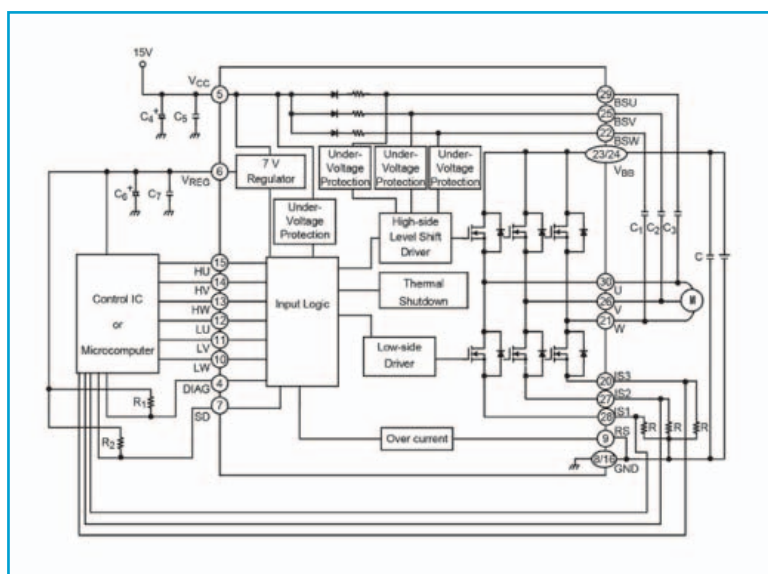 15V
VCC
5
C4
+
C5
29
BSU
25
BSV
22
BSW
23/24
VBB
6
VREG
C6
+
C7
7 V
Regulator
Under-
Voltage
Protection
Under-
Voltage
Protection
Under-
Voltage
Protection
Under-
Voltage
Protection
High-side
Level Shift
Driver
C1
C2
C3
C
Control IC
or
Microcomputer
15
HU
14
HV
13
HW
12
LU
11
LV
10
LW
4
DIAG
7
SD
R1
R2
Input Logic
Thermal
Shutdown
Low-side
Driver
Over current
30
U
26
V
21
W
M
20
IS3
27
IS2
28
IS1
R
R
R
9
RS
8/16
GND